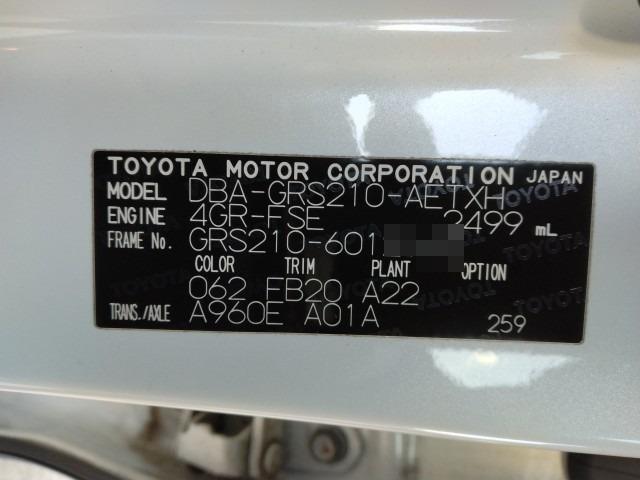 TOYOTA MOTOR CORPORATION JAPAN
MODEL DBA-GRS210-AETXH
ENGINE 4GR-FSE 2499 mL
FRAME No. GRS210-601
COLOR TRIM PLANT OPTION
062 FB20 A22
TRANS./AXLE A960E A01A 259